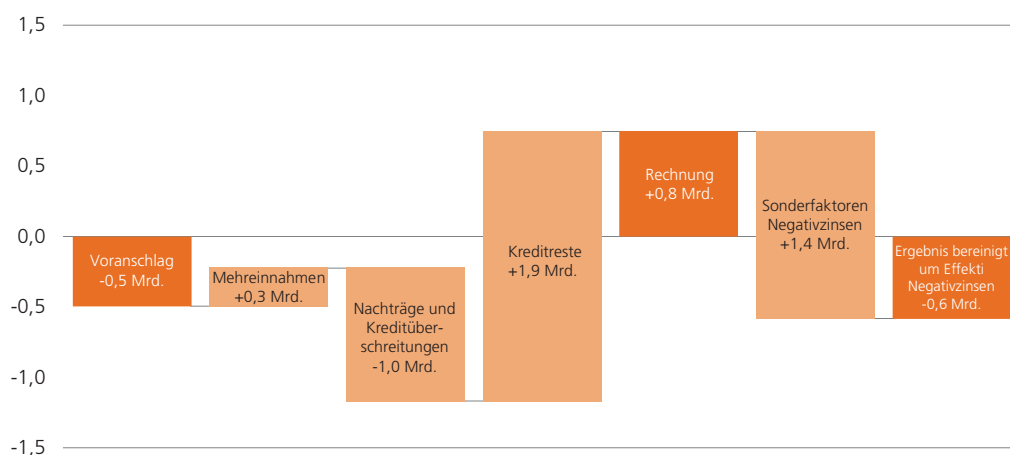 1,5
1,0
0,5
0,0
-0,5
-1,0
-1,5
Voranschlag
-0,5 Mrd.
Mehreinnahmen
+0,3 Mrd.
Nachträge und
Kreditüber-
schreitungen
-1,0 Mrd.
Kreditreste
+1,9 Mrd.
Rechnung
+0,8 Mrd.
Sonderfaktoren
Negativzinsen
+1,4 Mrd.
Ergebnis bereinigt
um Effekti
Negativzinsen
-0,6 Mrd.